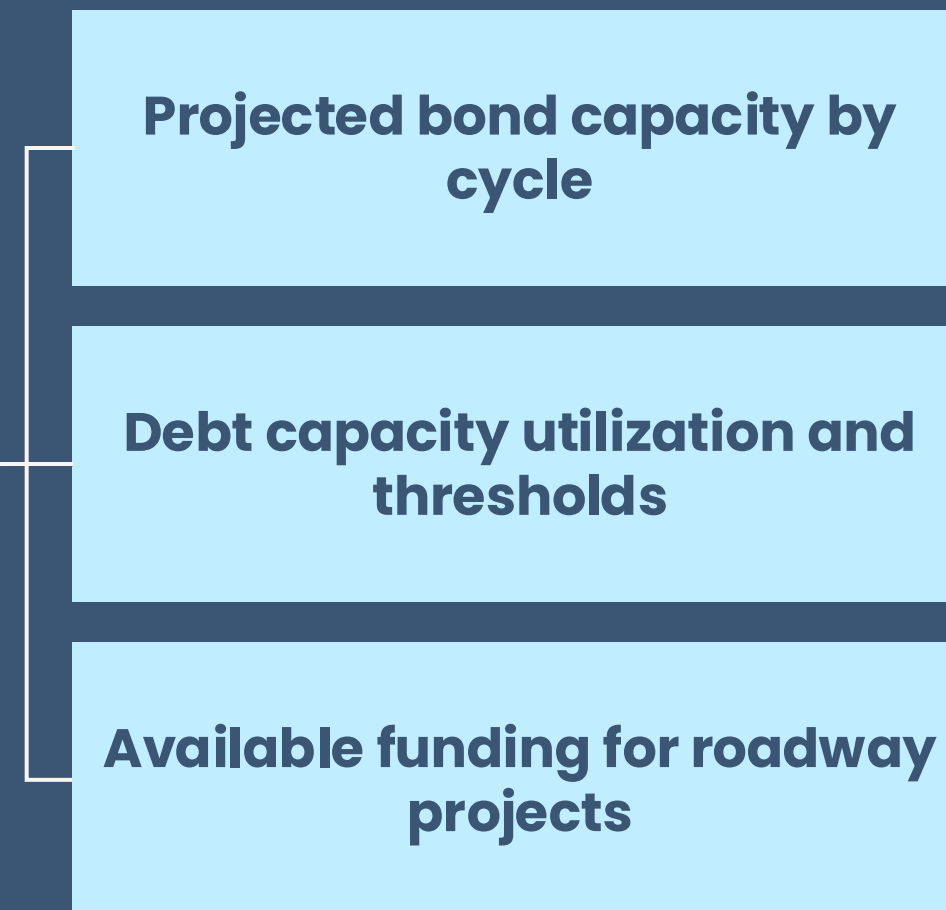 Projected bond capacity by
cycle
Debt capacity utilization and
thresholds
Available funding for roadway
projects